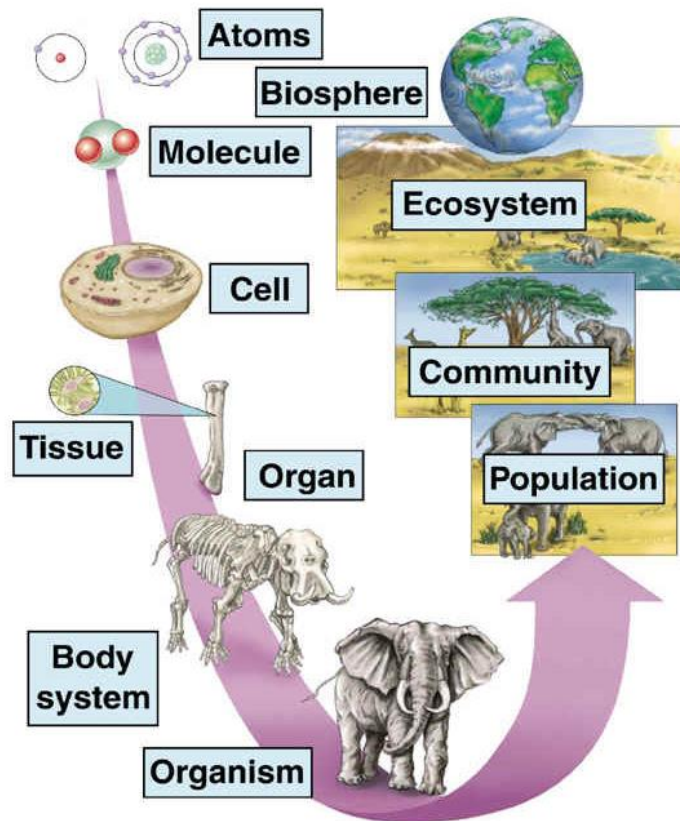 Atoms
Biosphere
Molecule
Ecosystem
Cell
Community
Tissue
Organ
Population
Body
system
Organism